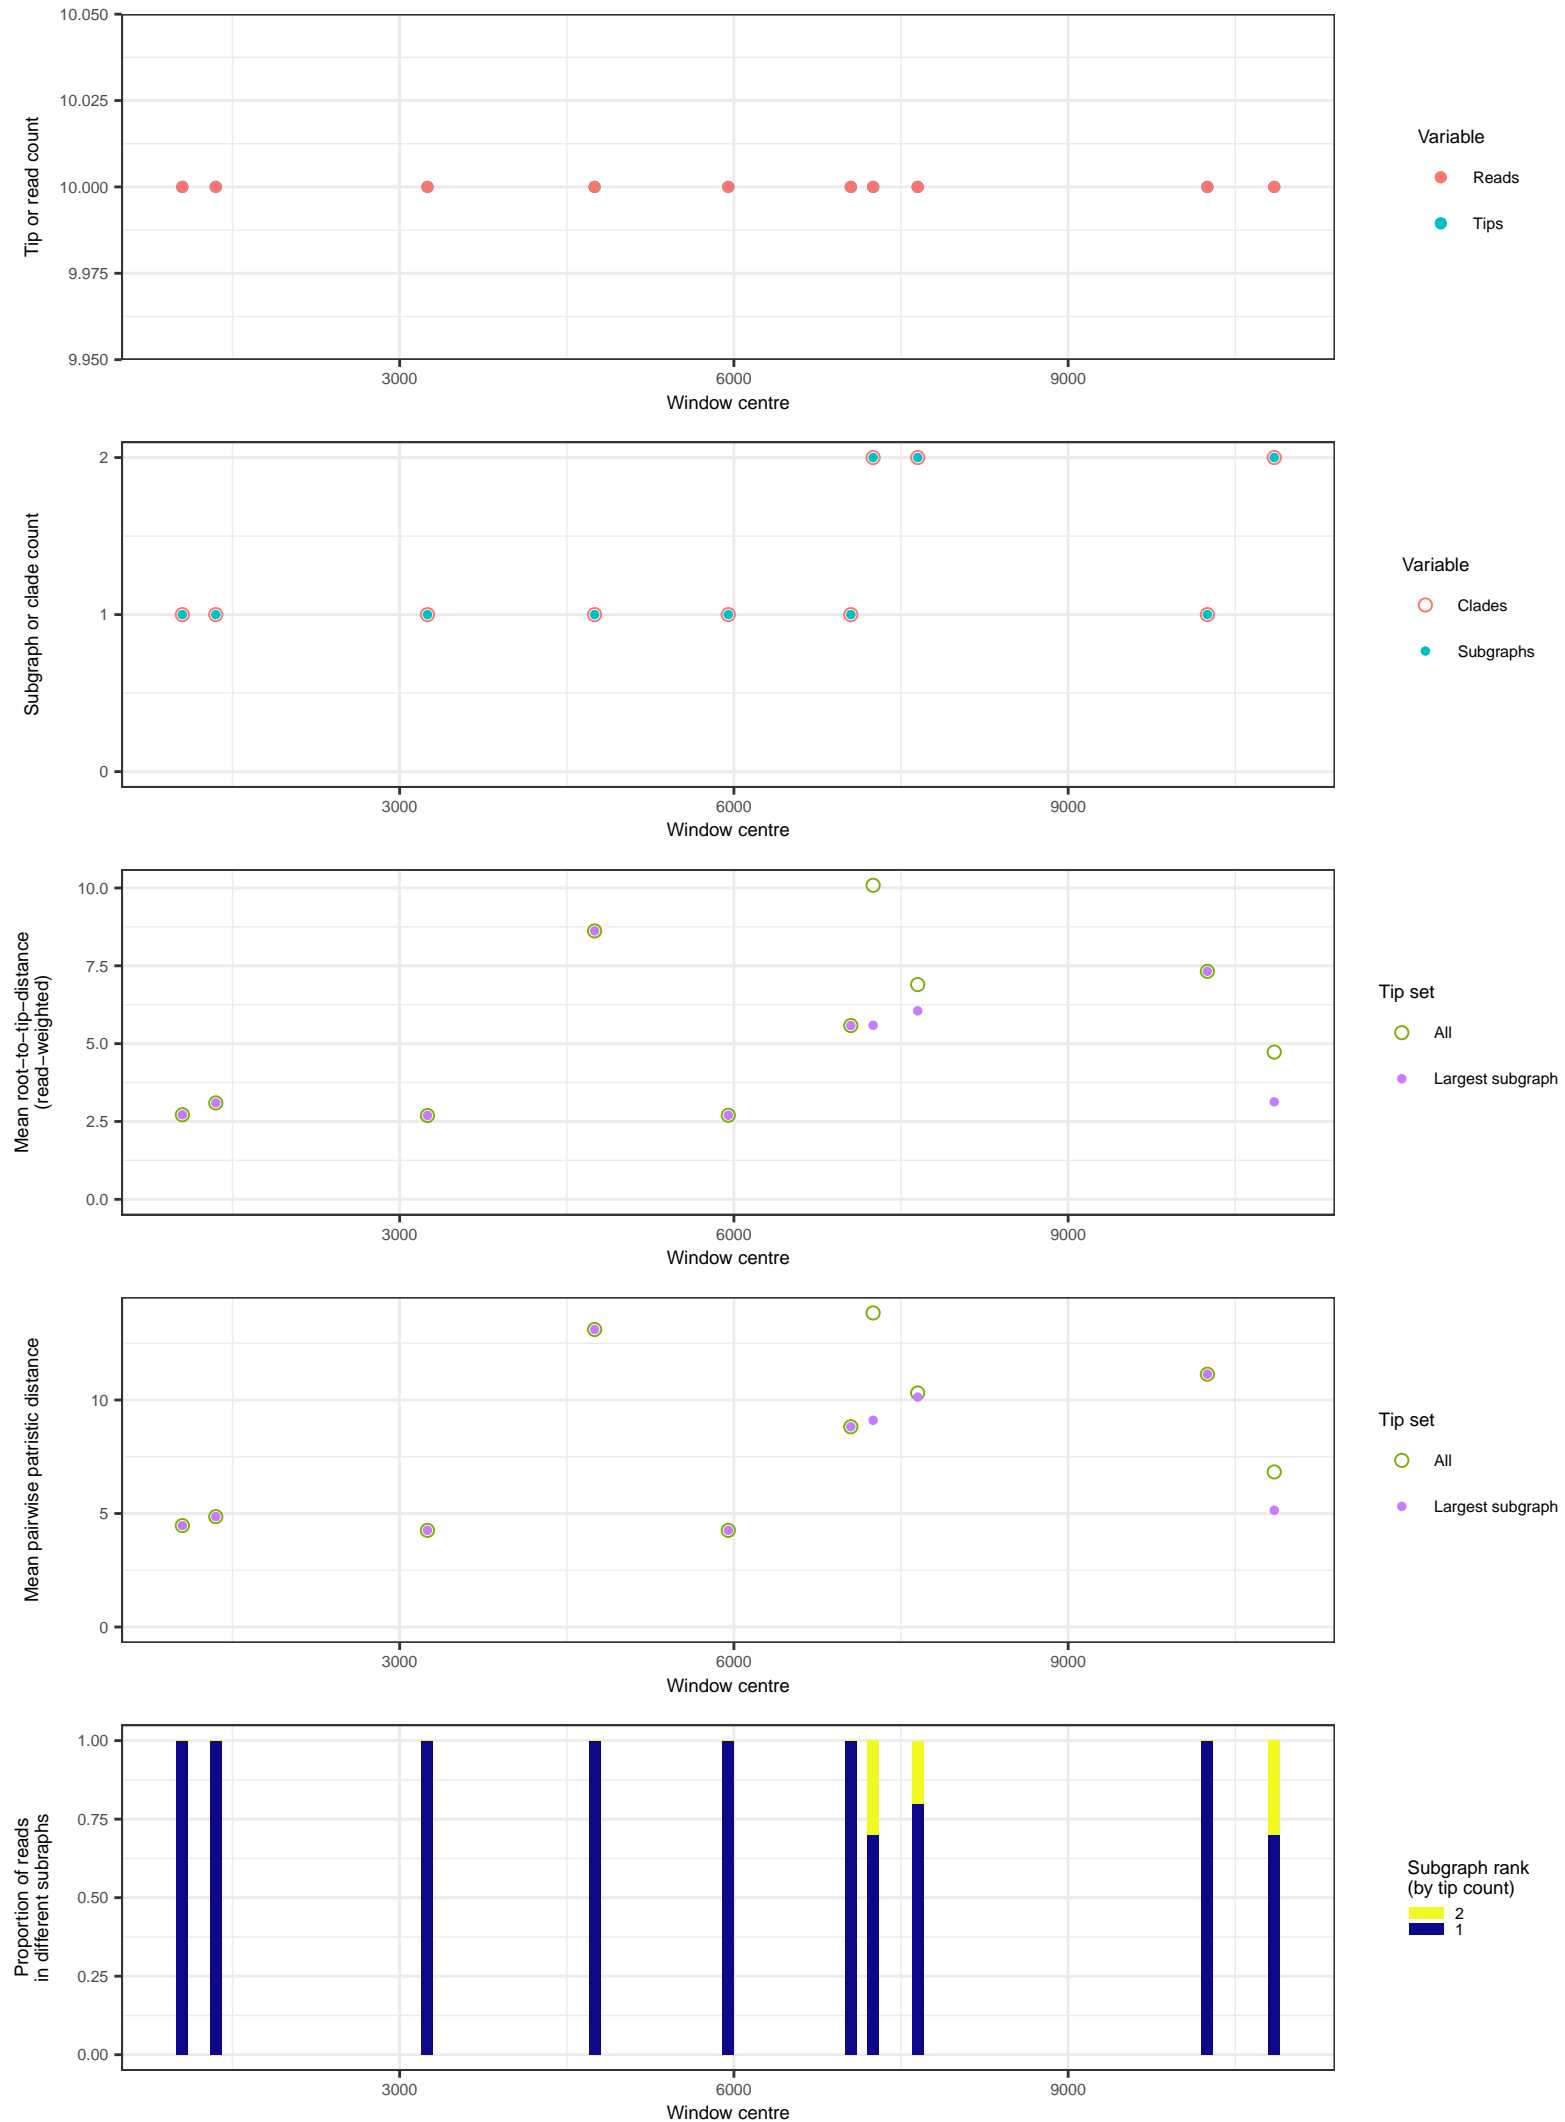 10.050
10.025
10.000
9.975
9.950
Tip or read count
3000 6000 9000
Window centre
Variable
Reads
Tips
2
1
0
Subgraph or clade count
3000 6000 9000
Window centre
Variable
Clades
Subgraphs
10.0
7.5
5.0
2.5
0.0
Mean root−to−tip−distance
(read−weighted)
3000 6000 9000
Window centre
Tip set
All
Largest subgraph
10
5
0
Mean pairwise patristic distance
3000 6000 9000
Window centre
Tip set
All
Largest subgraph
1.00
0.75
0.50
0.25
0.00
Proportion of reads
in different subraphs
3000 6000 9000
Window centre
Subgraph rank
(by tip count)
2
1